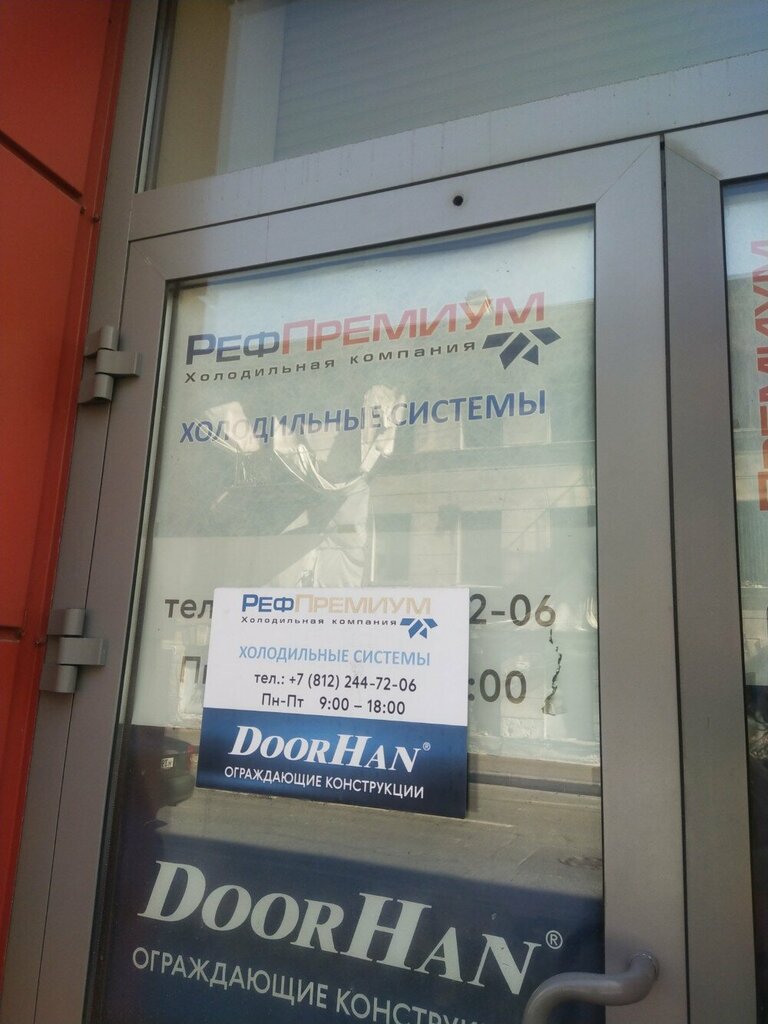 РЕФПРЕМИУМ
Холодильная компания
ХОЛОДИЛЬНЫЕ СИСТЕМЫ
тел 2-06
:00
РЕФПРЕМИУМ
Холодильная компания
ХОЛОДИЛЬНЫЕ СИСТЕМЫ
тел.: +7 (812) 244-72-06
Пн-Пт 9:00 – 18:00
DOORHAN®
ОГРАЖДАЮЩИЕ КОНСТРУКЦИИ
DOORHAN®
ОГРАЖДАЮЩИЕ